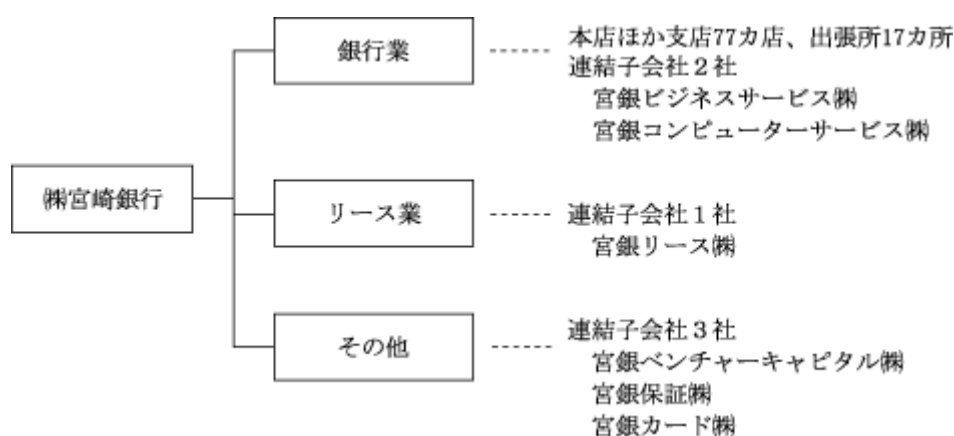 ㈱宮崎銀行
銀行業
本店ほか支店77カ店、出張所17カ所
連結子会社２社
宮銀ビジネスサービス㈱
宮銀コンピューターサービス㈱
リース業
連結子会社１社
宮銀リース㈱
その他
連結子会社３社
宮銀ベンチャーキャピタル㈱
宮銀保証㈱
宮銀カード㈱